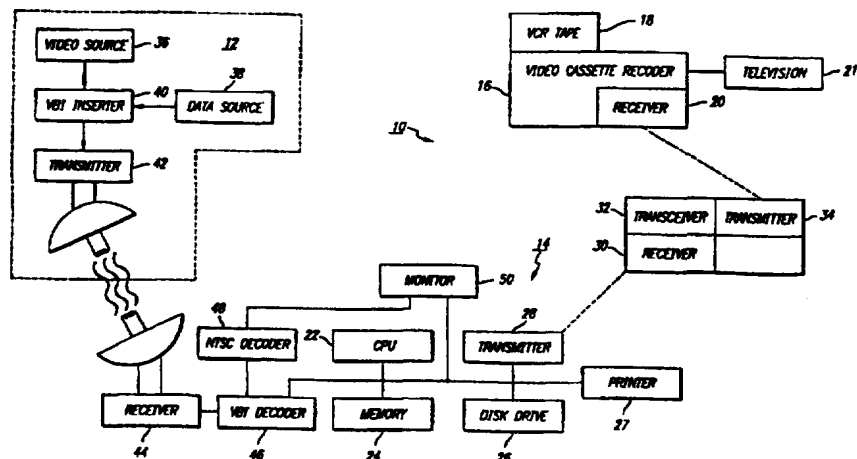 VIDEO SOURCE 36 12
38
VBI INSERTER 40 DATA SOURCE
TRANSMITTER 42
VCR TAPE 18
VIDEO CASSETTE RECODER TELEVISION 21
16 RECEIVER 20
10
32 TRANSCEIVER TRANSMITTER 34
30 RECEIVER
14
MONITOR 50
48 28
NTSC DECODER 22 CPU TRANSMITTER
PRINTER
RECEIVER VBI DECODER MEMORY DISK DRIVE 27
44 46 24 26